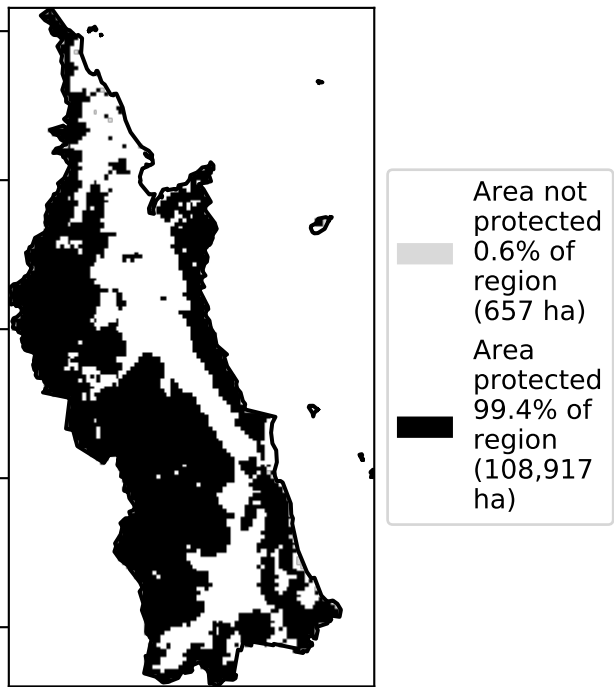 Area not
protected
0.6% of
region
(657 ha)
Area
protected
99.4% of
region
(108,917
ha)